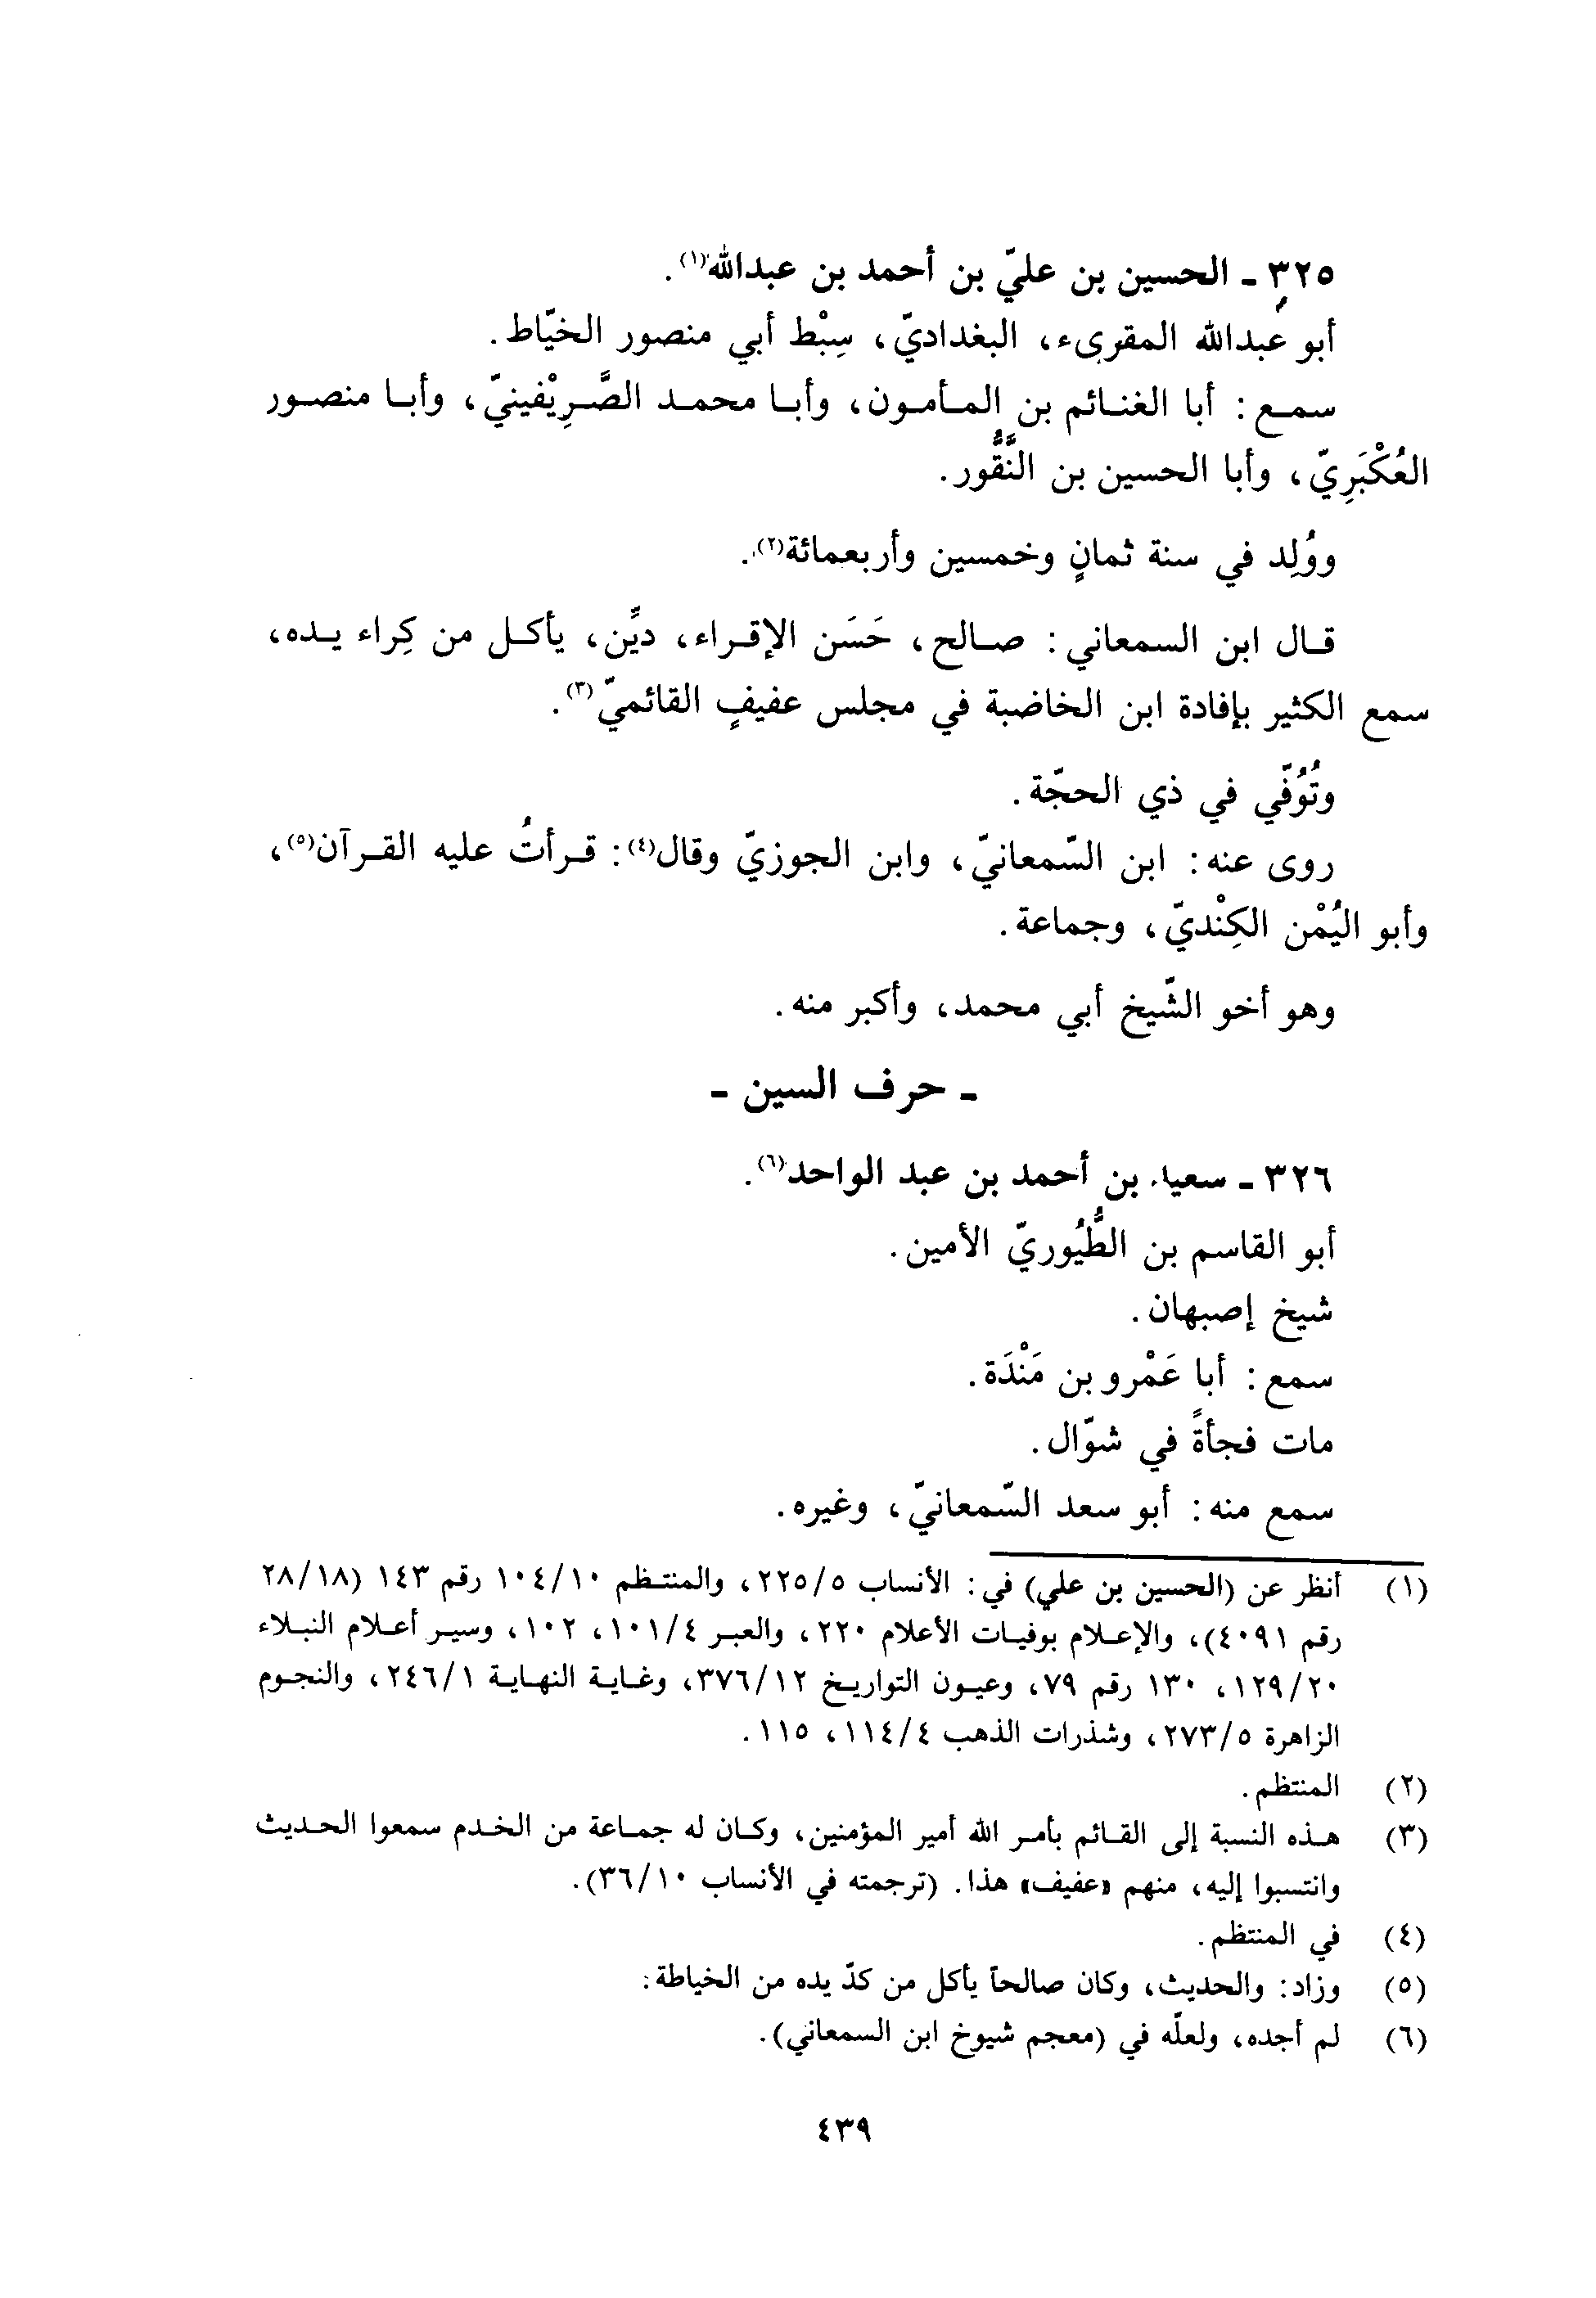 ٣٢٥ - الحسين بن عليّ بن أحمد بن عبدالله(١).
أبو عبدالله المقرىء، البغداديّ، سِبْط أبي منصور الخيّاط.
سمع: أبا الغنائم بن المأمون، وأبا محمد الصَّرِيْفينيّ، وأبا منصور
العُكْبَرِيّ، وأبا الحسين بن النَّقُّور.
ووُلِد في سنة ثمانٍ وخمسين وأربعمائة(٢).
قال ابن السمعاني: صالح، حَسَن الإقراء، ديِّن، يأكل من كِراء يده،
سمع الكثير بإفادة ابن الخاضبة في مجلس عفيفٍ القائميّ(٣).
وتُوُفّي في ذي الحجّة.
روى عنه: ابن السّمعانيّ، وابن الجوزيّ وقال(٤): قرأتُ عليه القرآن(٥)،
وأبو اليُمْن الكِنْديّ، وجماعة.
وهو أخو الشّيخ أبي محمد، وأكبر منه.
- حرف السين -
٣٢٦ - بن أحمد بن عبد الواحد(٦).
أبو القاسم بن الطُّيُوريّ الأمين.
شيخ إصبهان.
سمع: أبا عَمْرو بن مَنْدَة.
مات فجأةً في شوّال.
سمع منه: أبو سعد السّمعانيّ، وغيره.
(١) أنظر عن (الحسين بن علي) في: الأنساب ٢٢٥/٥، والمنتظم ١٠٤/١٠ رقم ١٤٣ (٢٨/١٨
رقم ٤٠٩١)، والإعلام بوفيات الأعلام ٢٢٠، والعبر ١٠١/٤، ١٠٢، وسير أعلام النبلاء
١٢٩/٢٠، ١٣٠ رقم ٧٩، وعيون التواريخ ٣٧٦/١٢، وغاية النهاية ٢٤٦/١، والنجوم
الزاهرة ٢٧٣/٥، وشذرات الذهب ١١٤/٤، ١١٥.
(٢) المنتظم.
(٣) هذه النسبة إلى القائم بأمر الله أمير المؤمنين، وكان له جماعة من الخدم سمعوا الحديث
وانتسبوا إليه، منهم «عفيف» هذا. (ترجمته في الأنساب ٣٦/١٠).
(٤) في المنتظم.
(٥) وزاد: والحديث، وكان صالحاً يأكل من كدّ يده من الخياطة:
(٦) لم أجده، ولعلّه في (معجم شيوخ ابن السمعاني).
٤٣٩